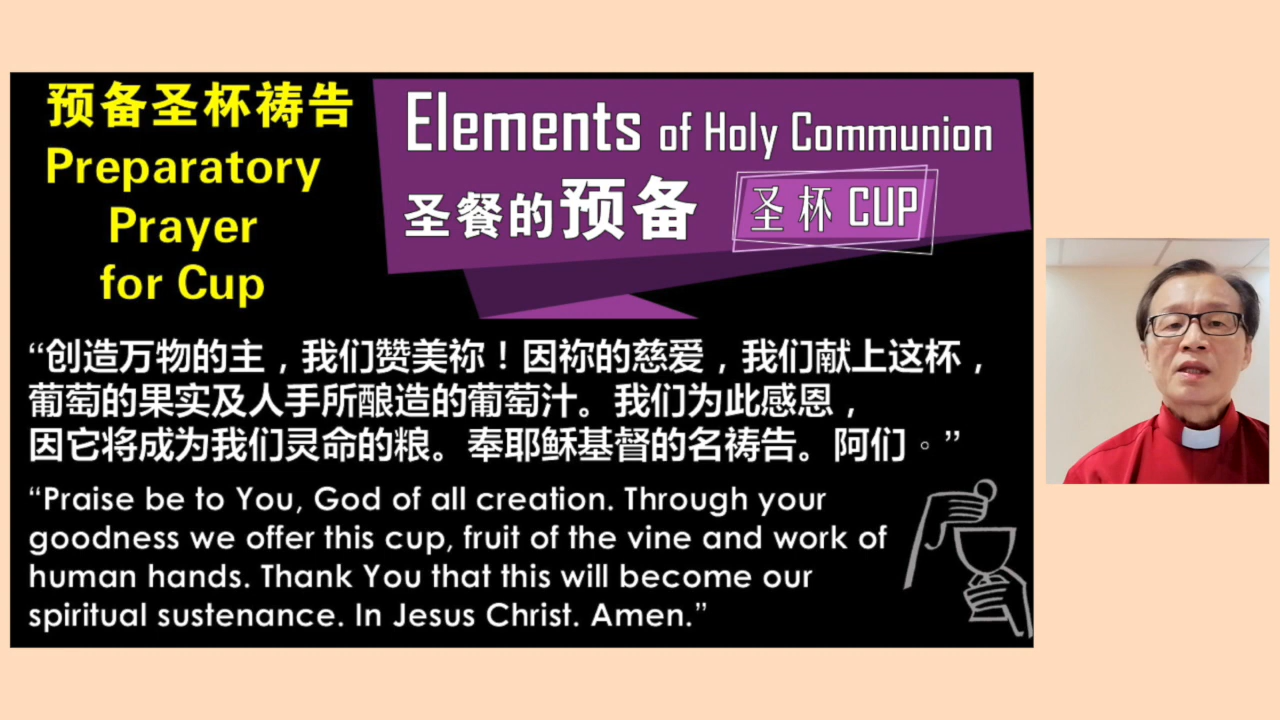 预备圣杯祷告
Preparatory
Prayer
for Cup
Elements of Holy Communion
圣餐的预备 圣杯 CUP
“创造万物的主，我们赞美祢！因祢的慈爱，我们献上这杯，
葡萄的果实及人手所酿造的葡萄汁。我们为此感恩，
因它将成为我们灵命的粮。奉耶稣基督的名祷告。阿们。”
“Praise be to You, God of all creation. Through your
goodness we offer this cup, fruit of the vine and work of
human hands. Thank You that this will become our
spiritual sustenance. In Jesus Christ. Amen.”